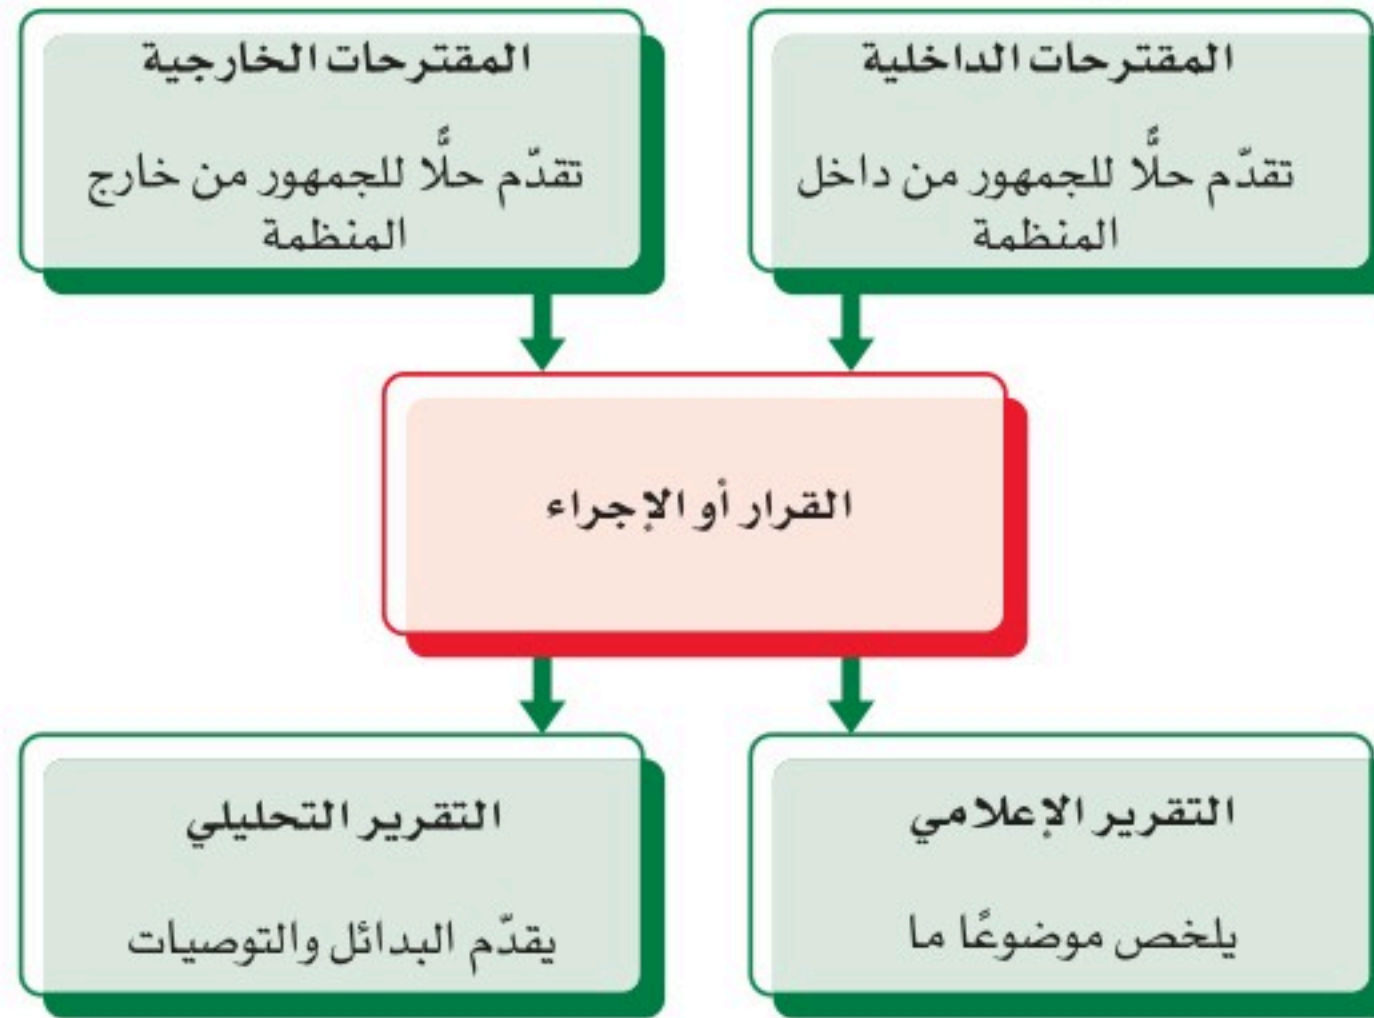 المقترحات الداخلية
تقدّم حلًّا للجمهور من داخل
المنظمة
المقترحات الخارجية
تقدّم حلًّا للجمهور من خارج
المنظمة
القرار أو الإجراء
التقرير الإعلامي
يلخص موضوعًا ما
التقرير التحليلي
يقدّم البدائل والتوصيات